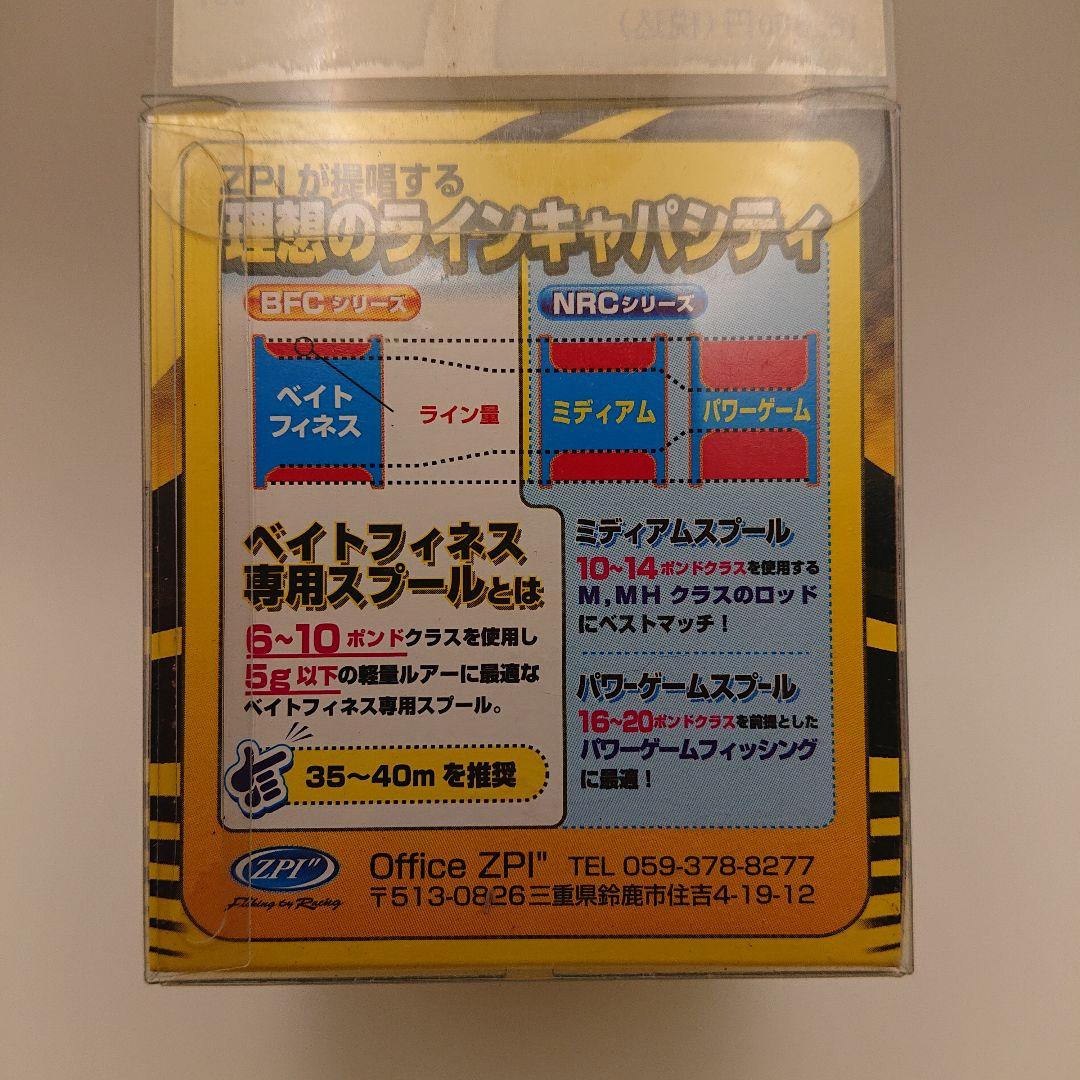 ZPIが提唱する
理想のラインキャパシティ
BFCシリーズ
ベイト
フィネス
ライン量
NRCシリーズ
ミディアム
パワーゲーム
ベイトフィネス
専用スプールとは
6〜10ポンドクラスを使用し
5g以下の軽量ルアーに最適な
ベイトフィネス専用スプール。
35〜40mを推奨
ミディアムスプール
10〜14ポンドクラスを使用する
M,MHクラスのロッド
にベストマッチ！
パワーゲームスプール
16〜20ポンドクラスを前提とした
パワーゲームフィッシング
に最適！
ZPI"
Fishing by Racing
Office ZPI" TEL 059-378-8277
〒513-0826三重県鈴鹿市住吉4-19-12